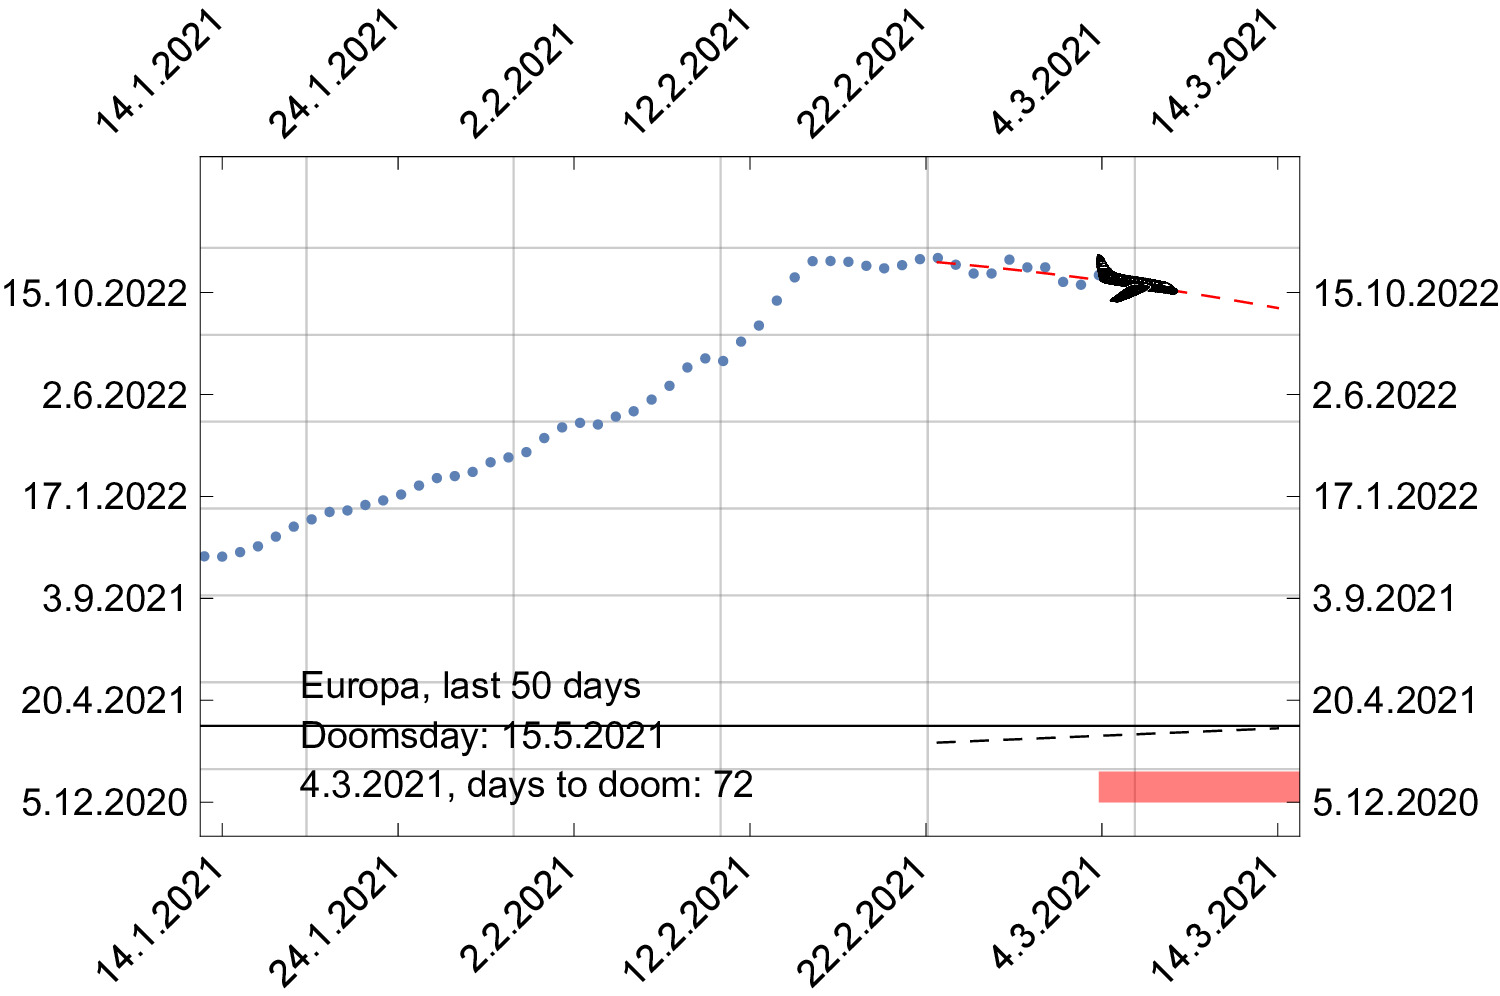 14.1.2021 24.1.2021 2.2.2021 12.2.2021 22.2.2021 4.3.2021 14.3.2021
15.10.2022 15.10.2022
2.6.2022 2.6.2022
17.1.2022 17.1.2022
3.9.2021 3.9.2021
Europa, last 50 days
20.4.2021 20.4.2021
Doomsday: 15.5.2021
4.3.2021, days to doom: 72
5.12.2020 5.12.2020
14.1.2021 24.1.2021 2.2.2021 12.2.2021 22.2.2021 4.3.2021 14.3.2021